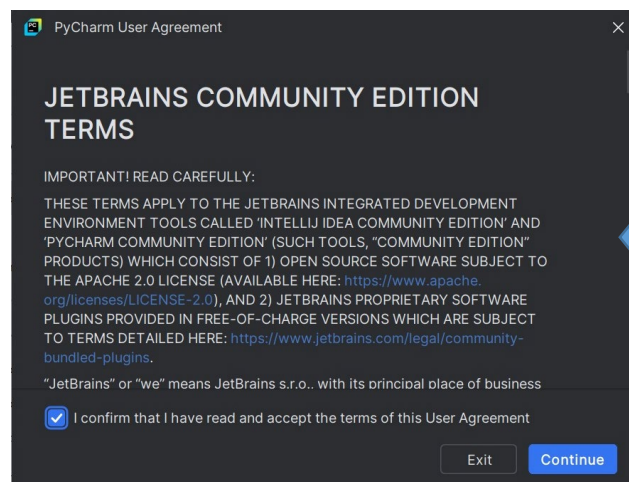 PyCharm User Agreement
JETBRAINS COMMUNITY EDITION
TERMS
IMPORTANT! READ CAREFULLY:
THESE TERMS APPLY TO THE JETBRAINS INTEGRATED DEVELOPMENT
ENVIRONMENT TOOLS CALLED ‘INTELLIJ IDEA COMMUNITY EDITION’ AND
‘PYCHARM COMMUNITY EDITION’ (SUCH TOOLS, “COMMUNITY EDITION”
PRODUCTS) WHICH CONSIST OF 1) OPEN SOURCE SOFTWARE SUBJECT TO
THE APACHE 2.0 LICENSE (AVAILABLE HERE: https://www.apache.
org/licenses/LICENSE-2.0), AND 2) JETBRAINS PROPRIETARY SOFTWARE
PLUGINS PROVIDED IN FREE-OF-CHARGE VERSIONS WHICH ARE SUBJECT
TO TERMS DETAILED HERE: https://www.jetbrains.com/legal/community-
bundled-plugins.
“JetBrains” or “we” means JetBrains s.r.o., with its principal place of business
I confirm that I have read and accept the terms of this User Agreement
Exit Continue